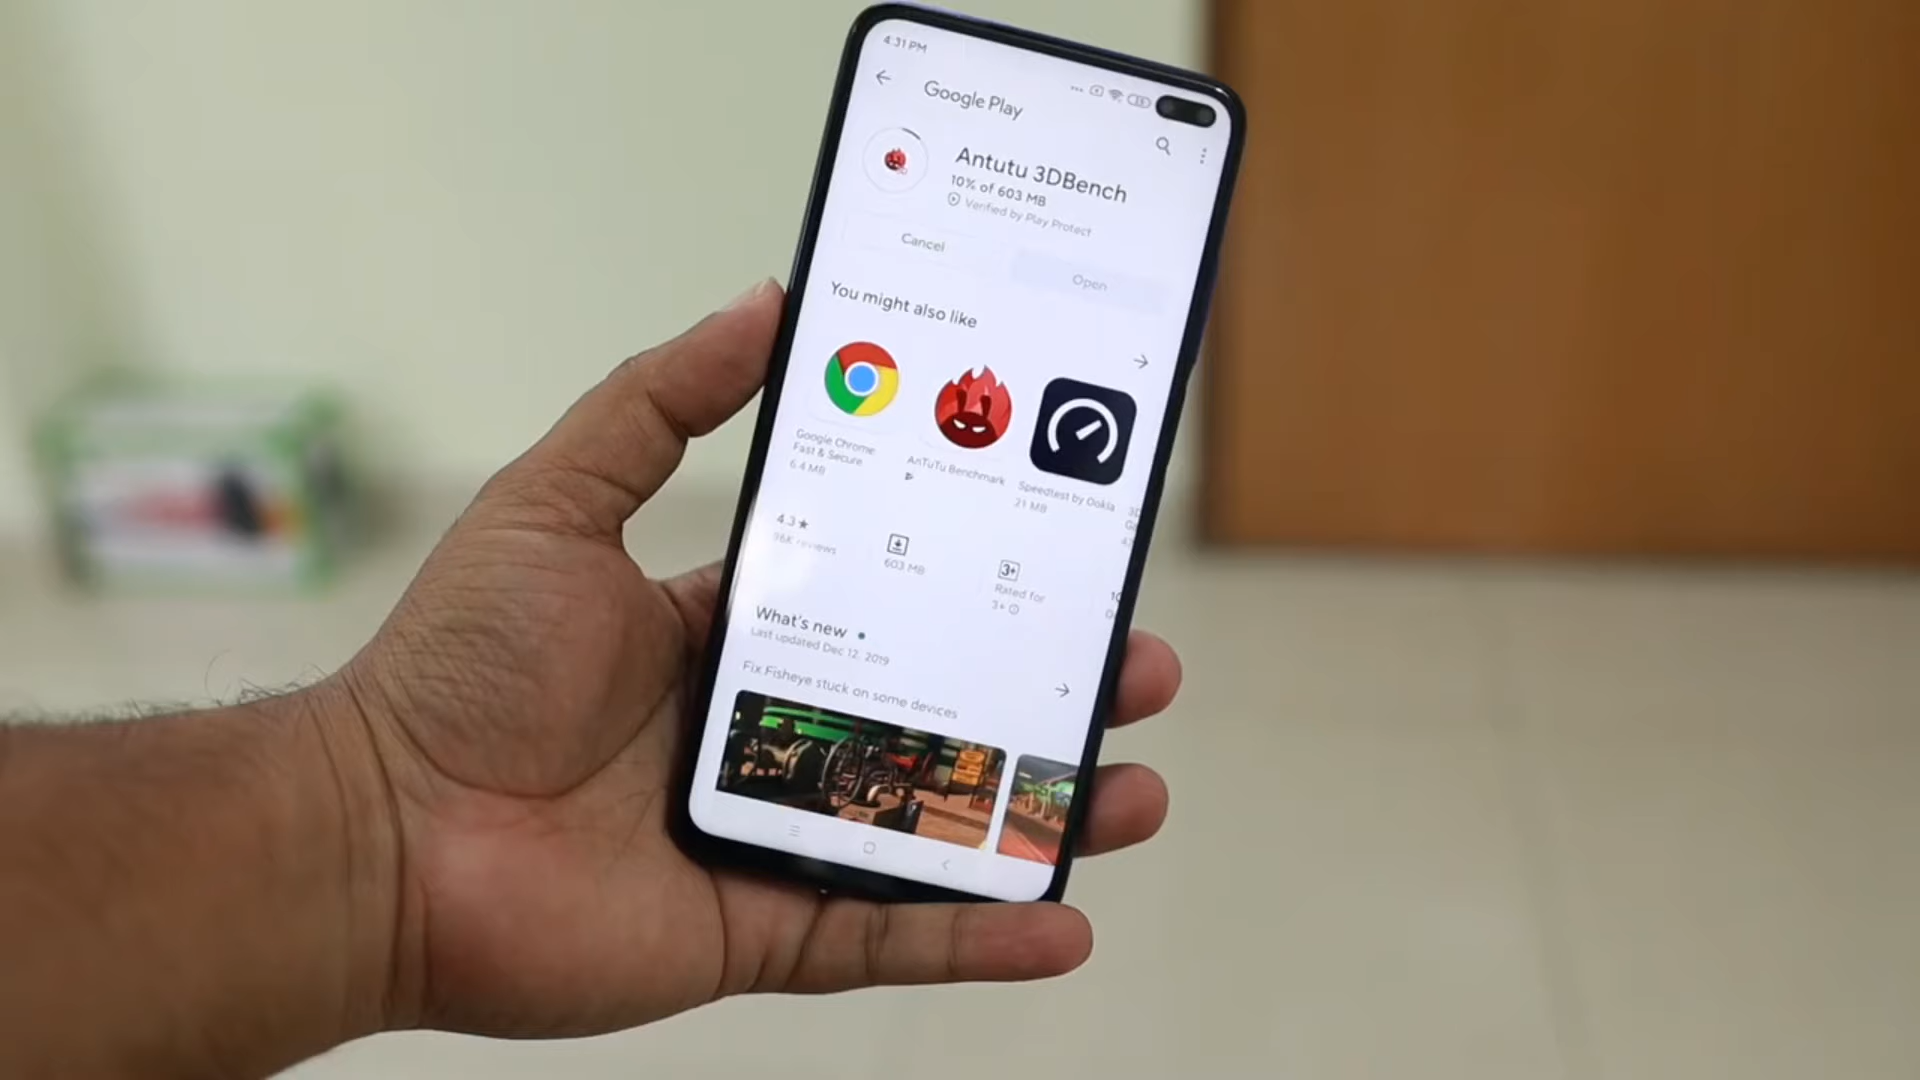 4:31 PM
Google Play
Antutu 3DBench
10% of 603 MB
Verified by Play Protect
Cancel
Open
You might also like
Google Chrome:
Fast & Secure
6.4 MB
AnTuTu Benchmark
Speedtest by Ookla
21 MB
4.3★
reviews
603 MB
3+
Rated for
3+
What's new
Last updated Dec 12, 2019
Fix Fisheye stuck on some devices